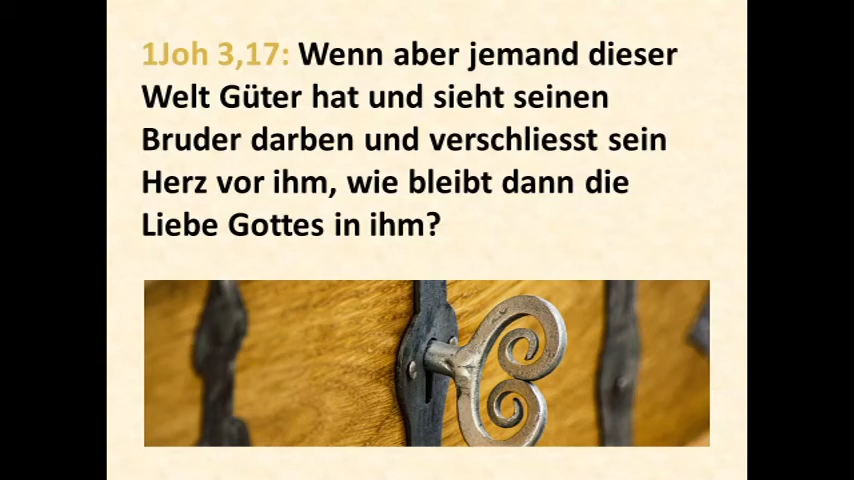 1Joh 3,17: Wenn aber jemand dieser
Welt Güter hat und sieht seinen
Bruder darben und verschliesst sein
Herz vor ihm, wie bleibt dann die
Liebe Gottes in ihm?